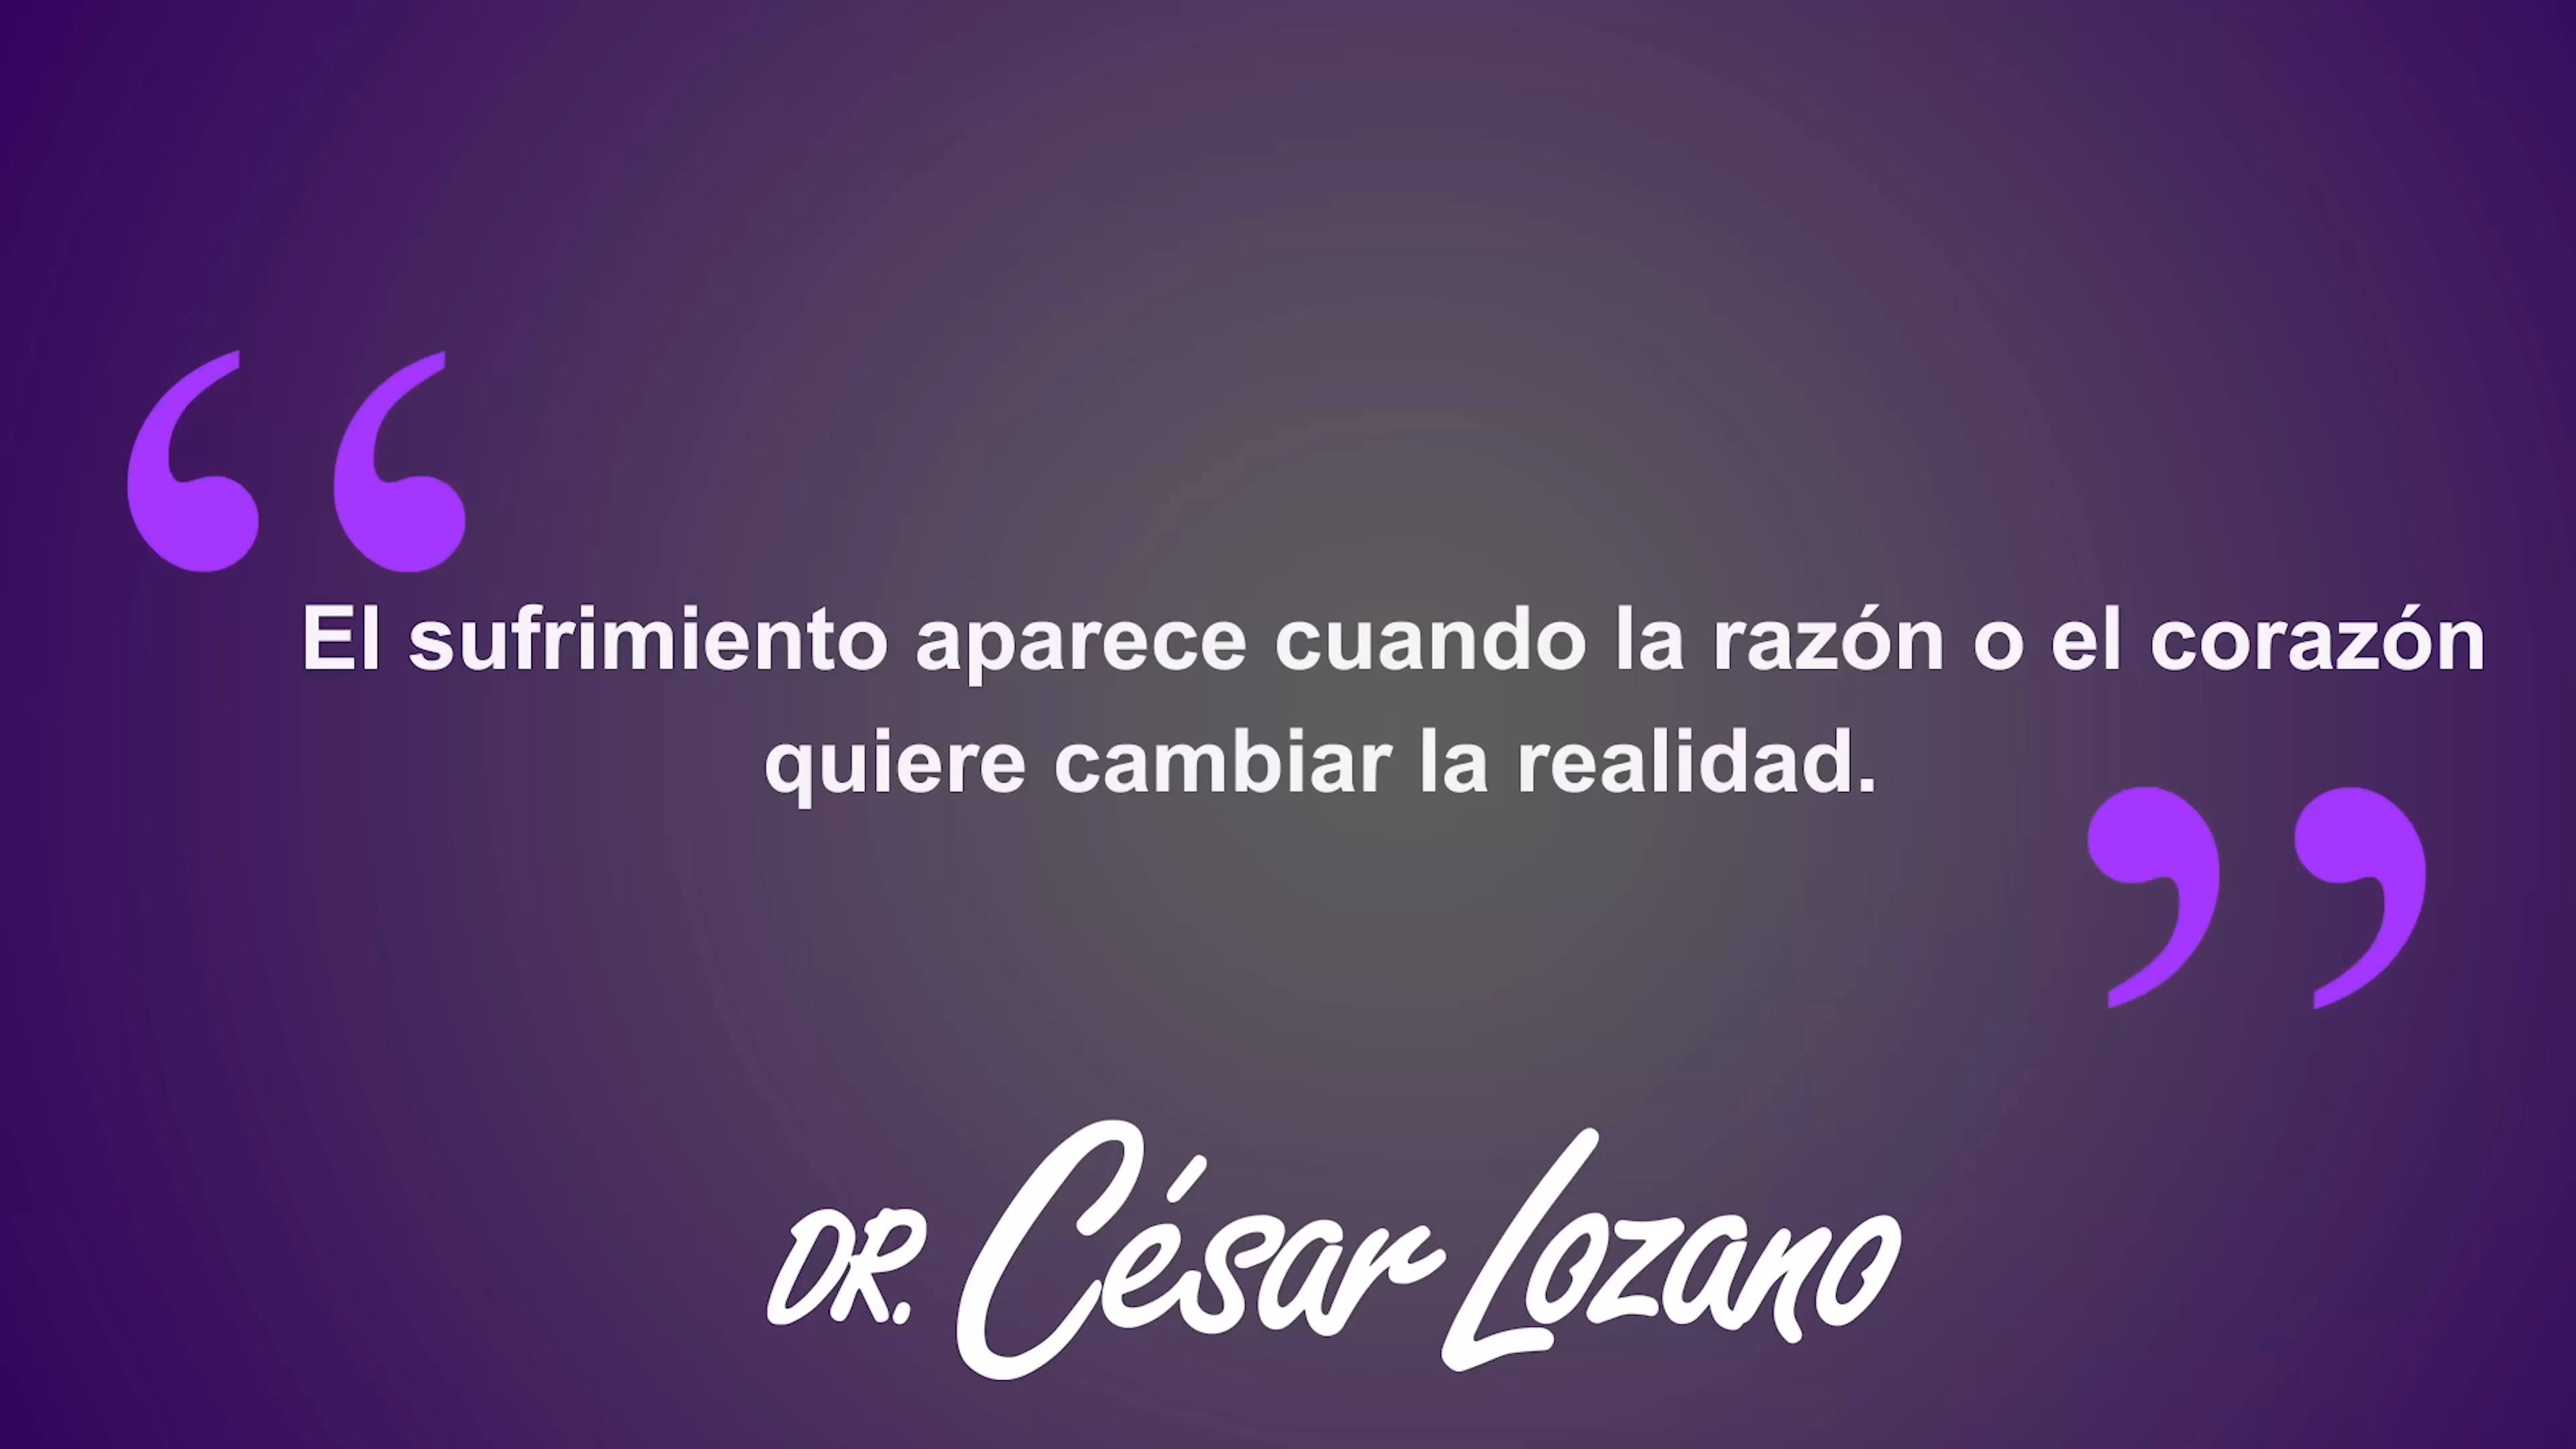 “
El sufrimiento aparece cuando la razón o el corazón
quiere cambiar la realidad.
”
DR. César Lozano